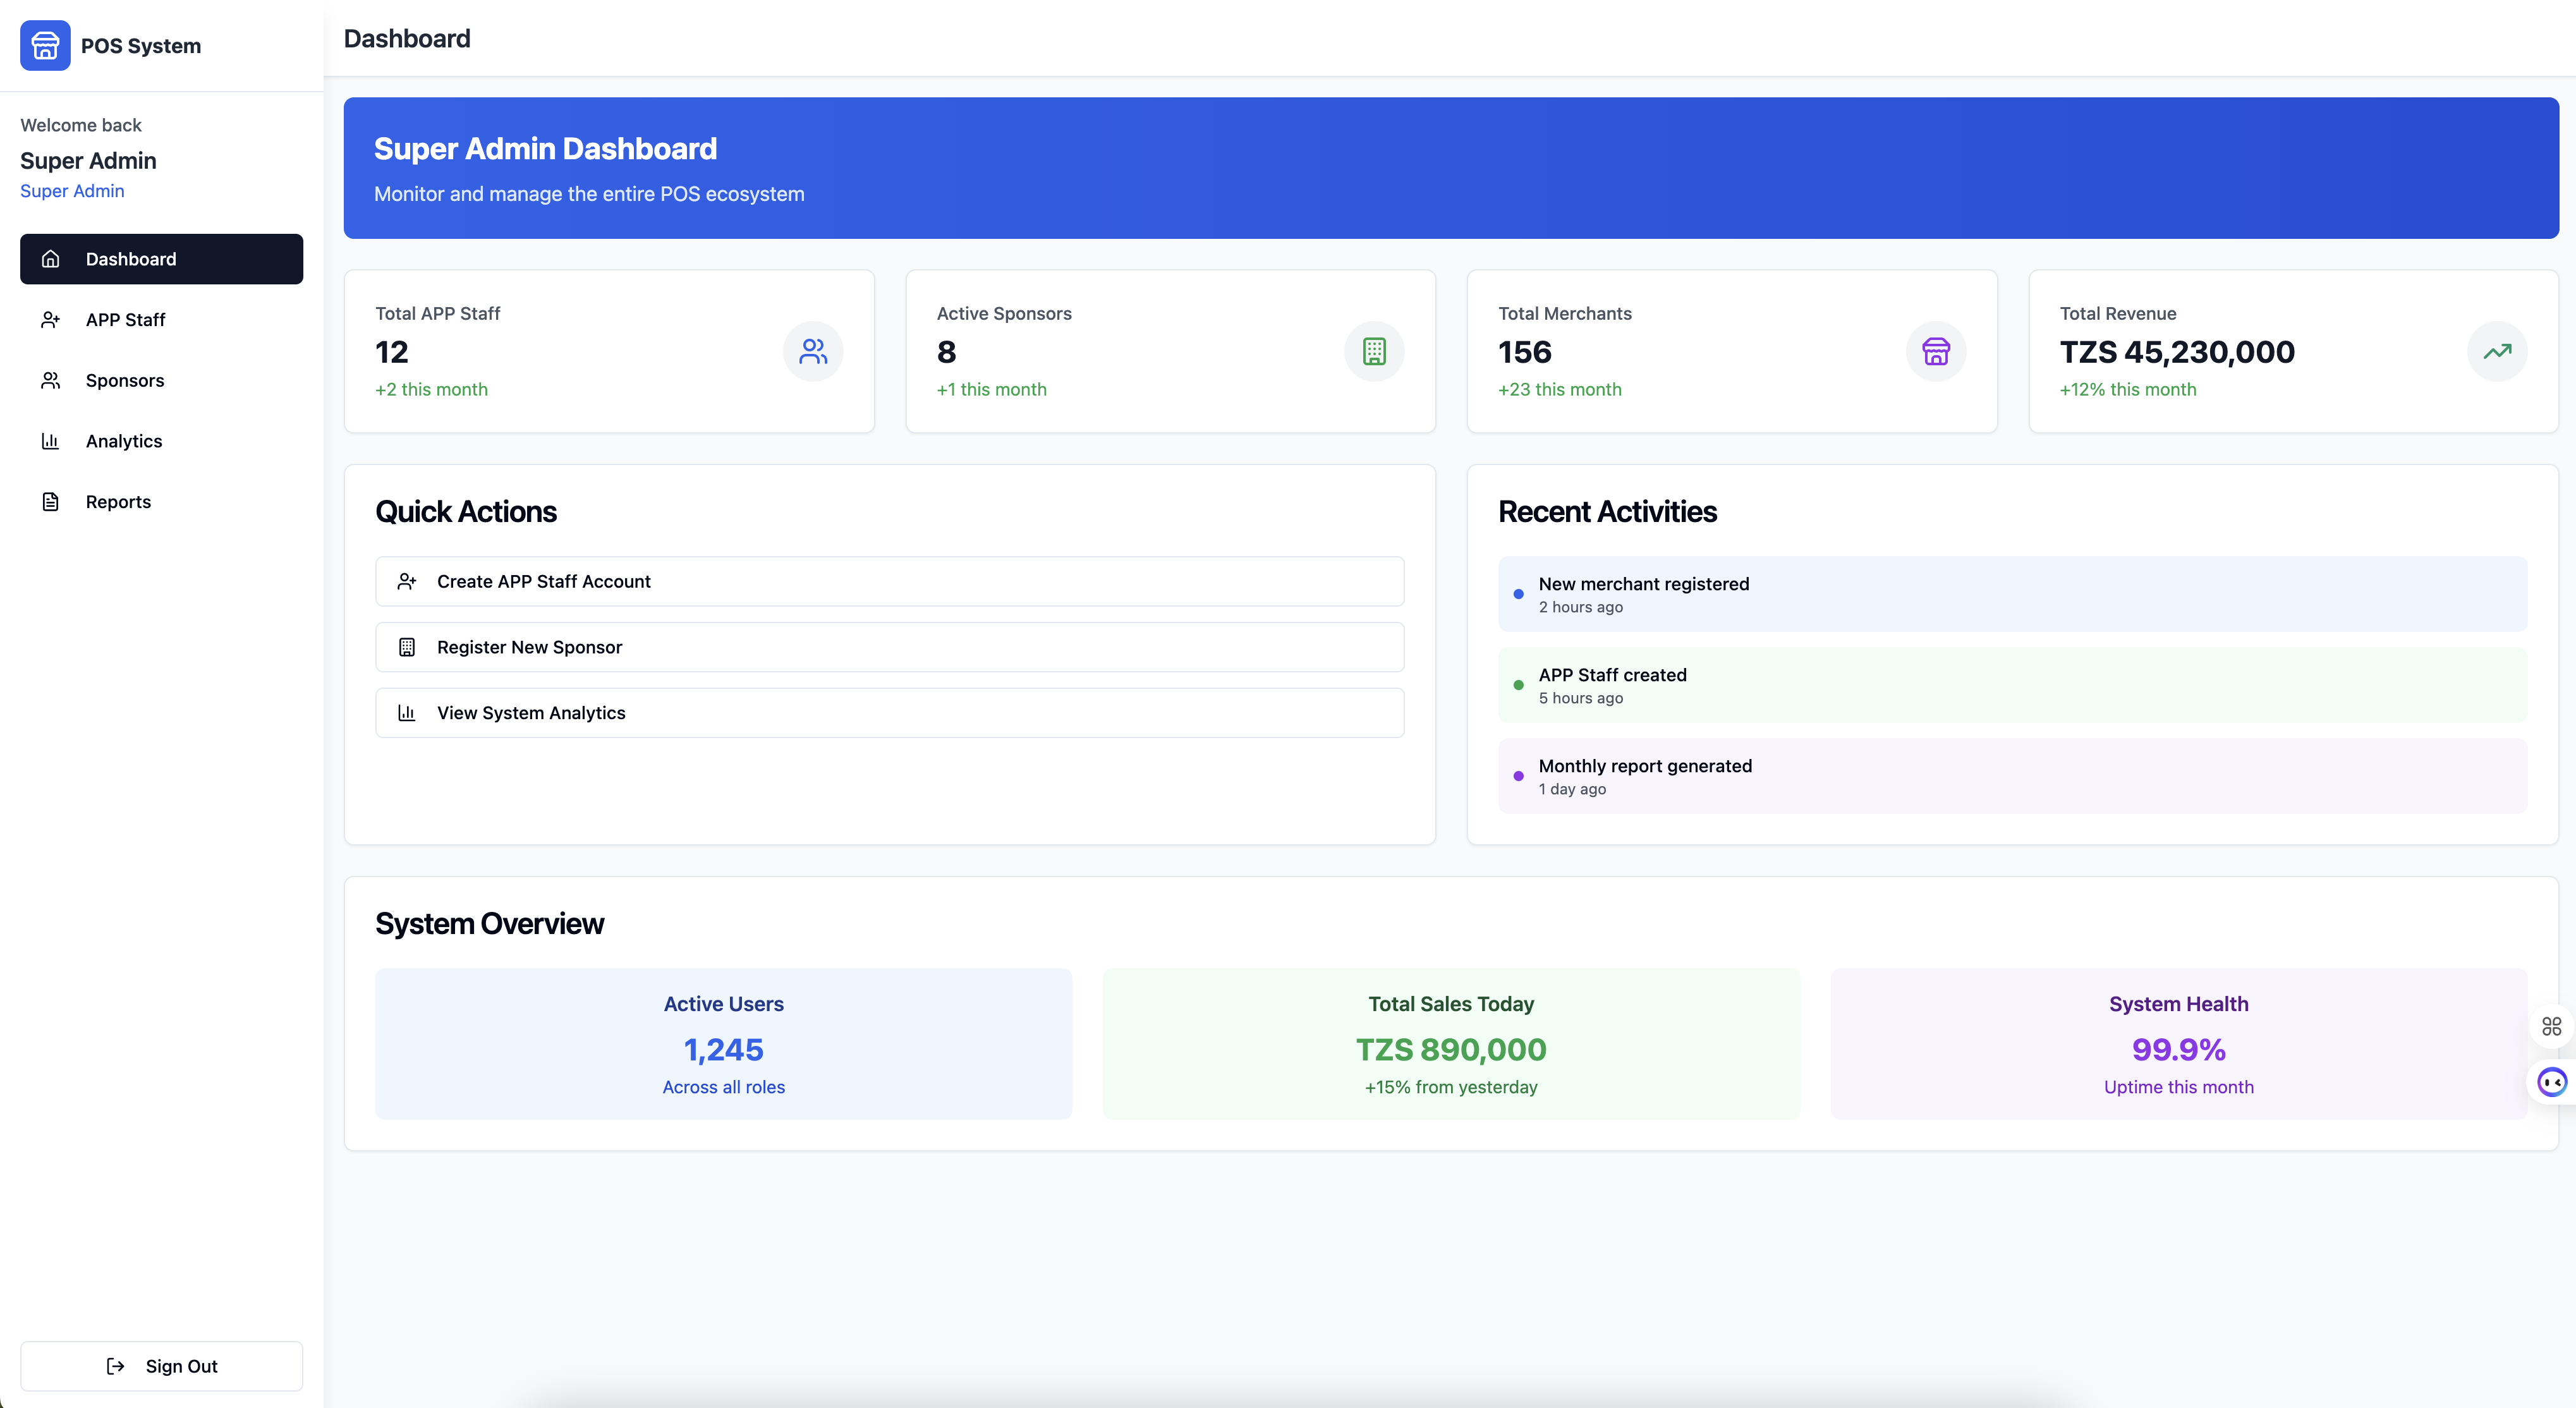 POS System
Welcome back
Super Admin
Super Admin
Dashboard
APP Staff
Sponsors
Analytics
Reports
Sign Out
Dashboard
Super Admin Dashboard
Monitor and manage the entire POS ecosystem
Total APP Staff
12
+2 this month
Active Sponsors
8
+1 this month
Total Merchants
156
+23 this month
Total Revenue
TZS 45,230,000
+12% this month
Quick Actions
Create APP Staff Account
Register New Sponsor
View System Analytics
Recent Activities
New merchant registered
2 hours ago
APP Staff created
5 hours ago
Monthly report generated
1 day ago
System Overview
Active Users
1,245
Across all roles
Total Sales Today
TZS 890,000
+15% from yesterday
System Health
99.9%
Uptime this month